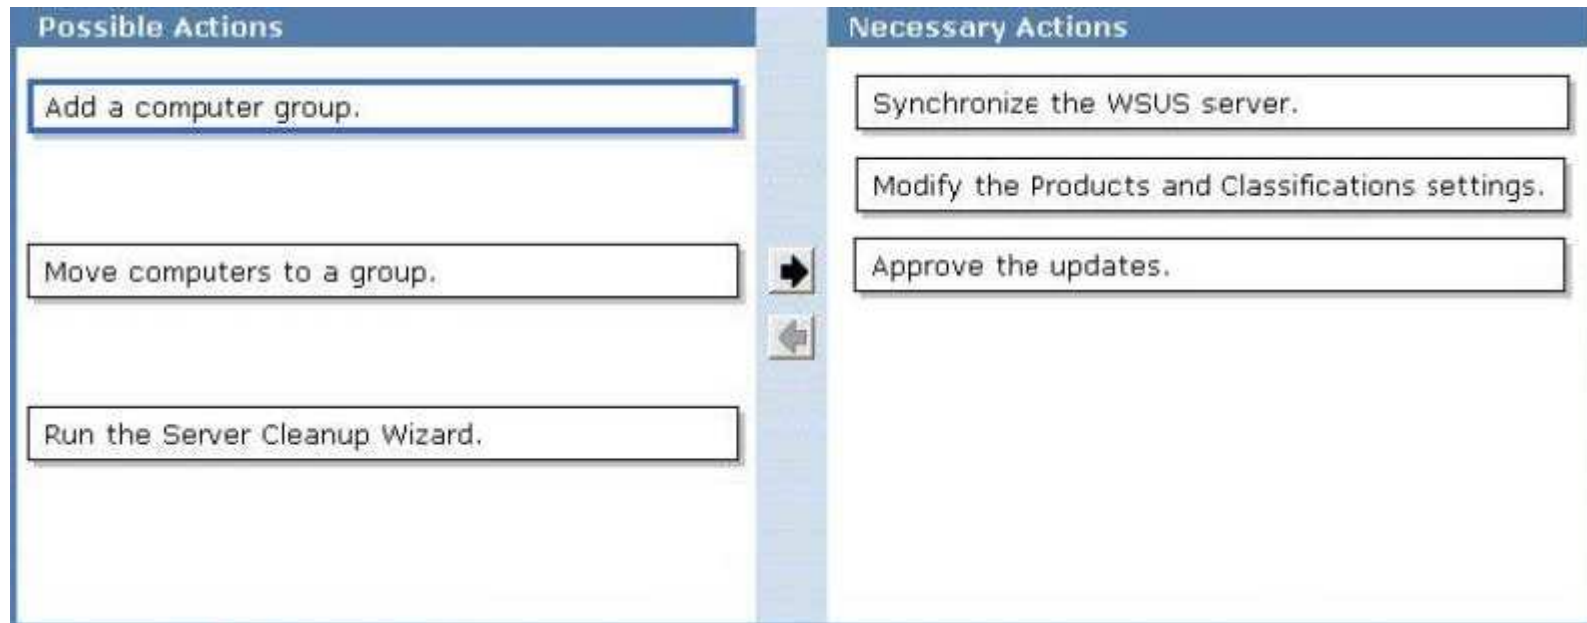 Possible Actions
Add a computer group.
Move computers to a group.
Run the Server Cleanup Wizard.
Necessary Actions
Synchronize the WSUS server.
Modify the Products and Classifications settings.
Approve the updates.